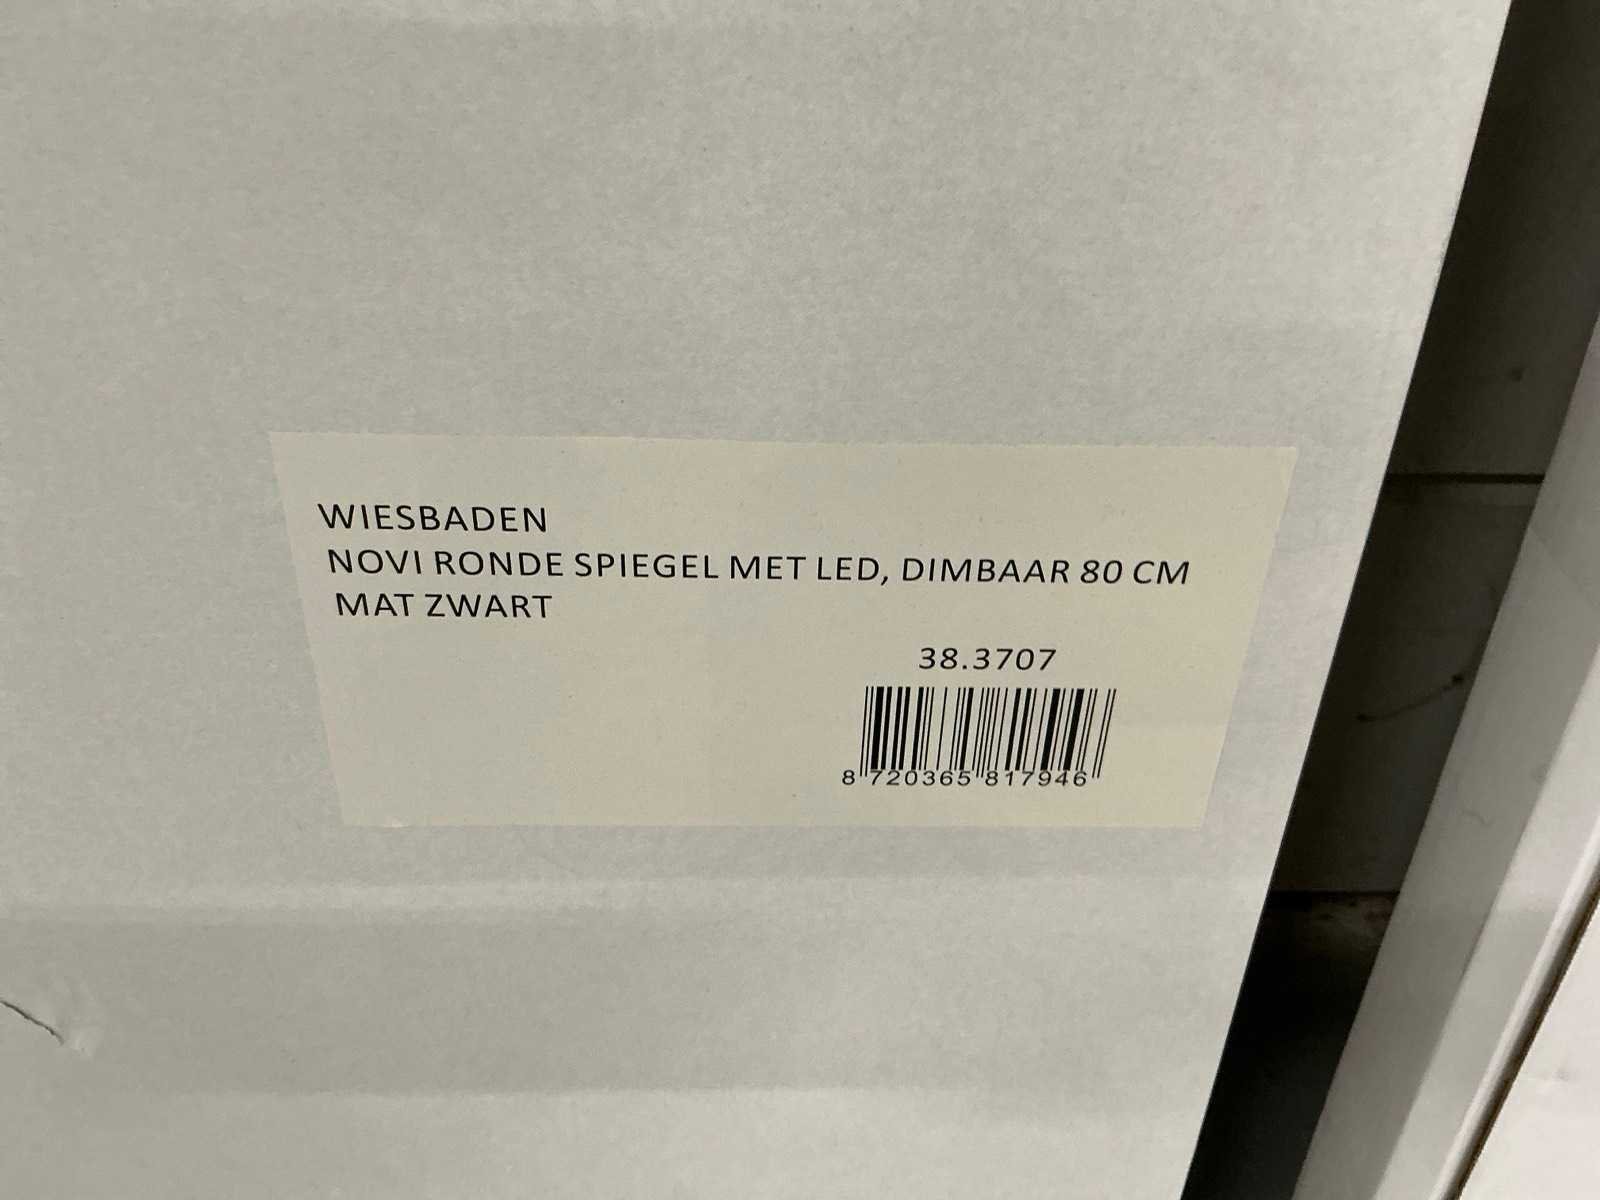 WIESBADEN
NOVI RONDE SPIEGEL MET LED, DIMBAAR 80 CM
MAT ZWART
38.3707
8 720365 817946